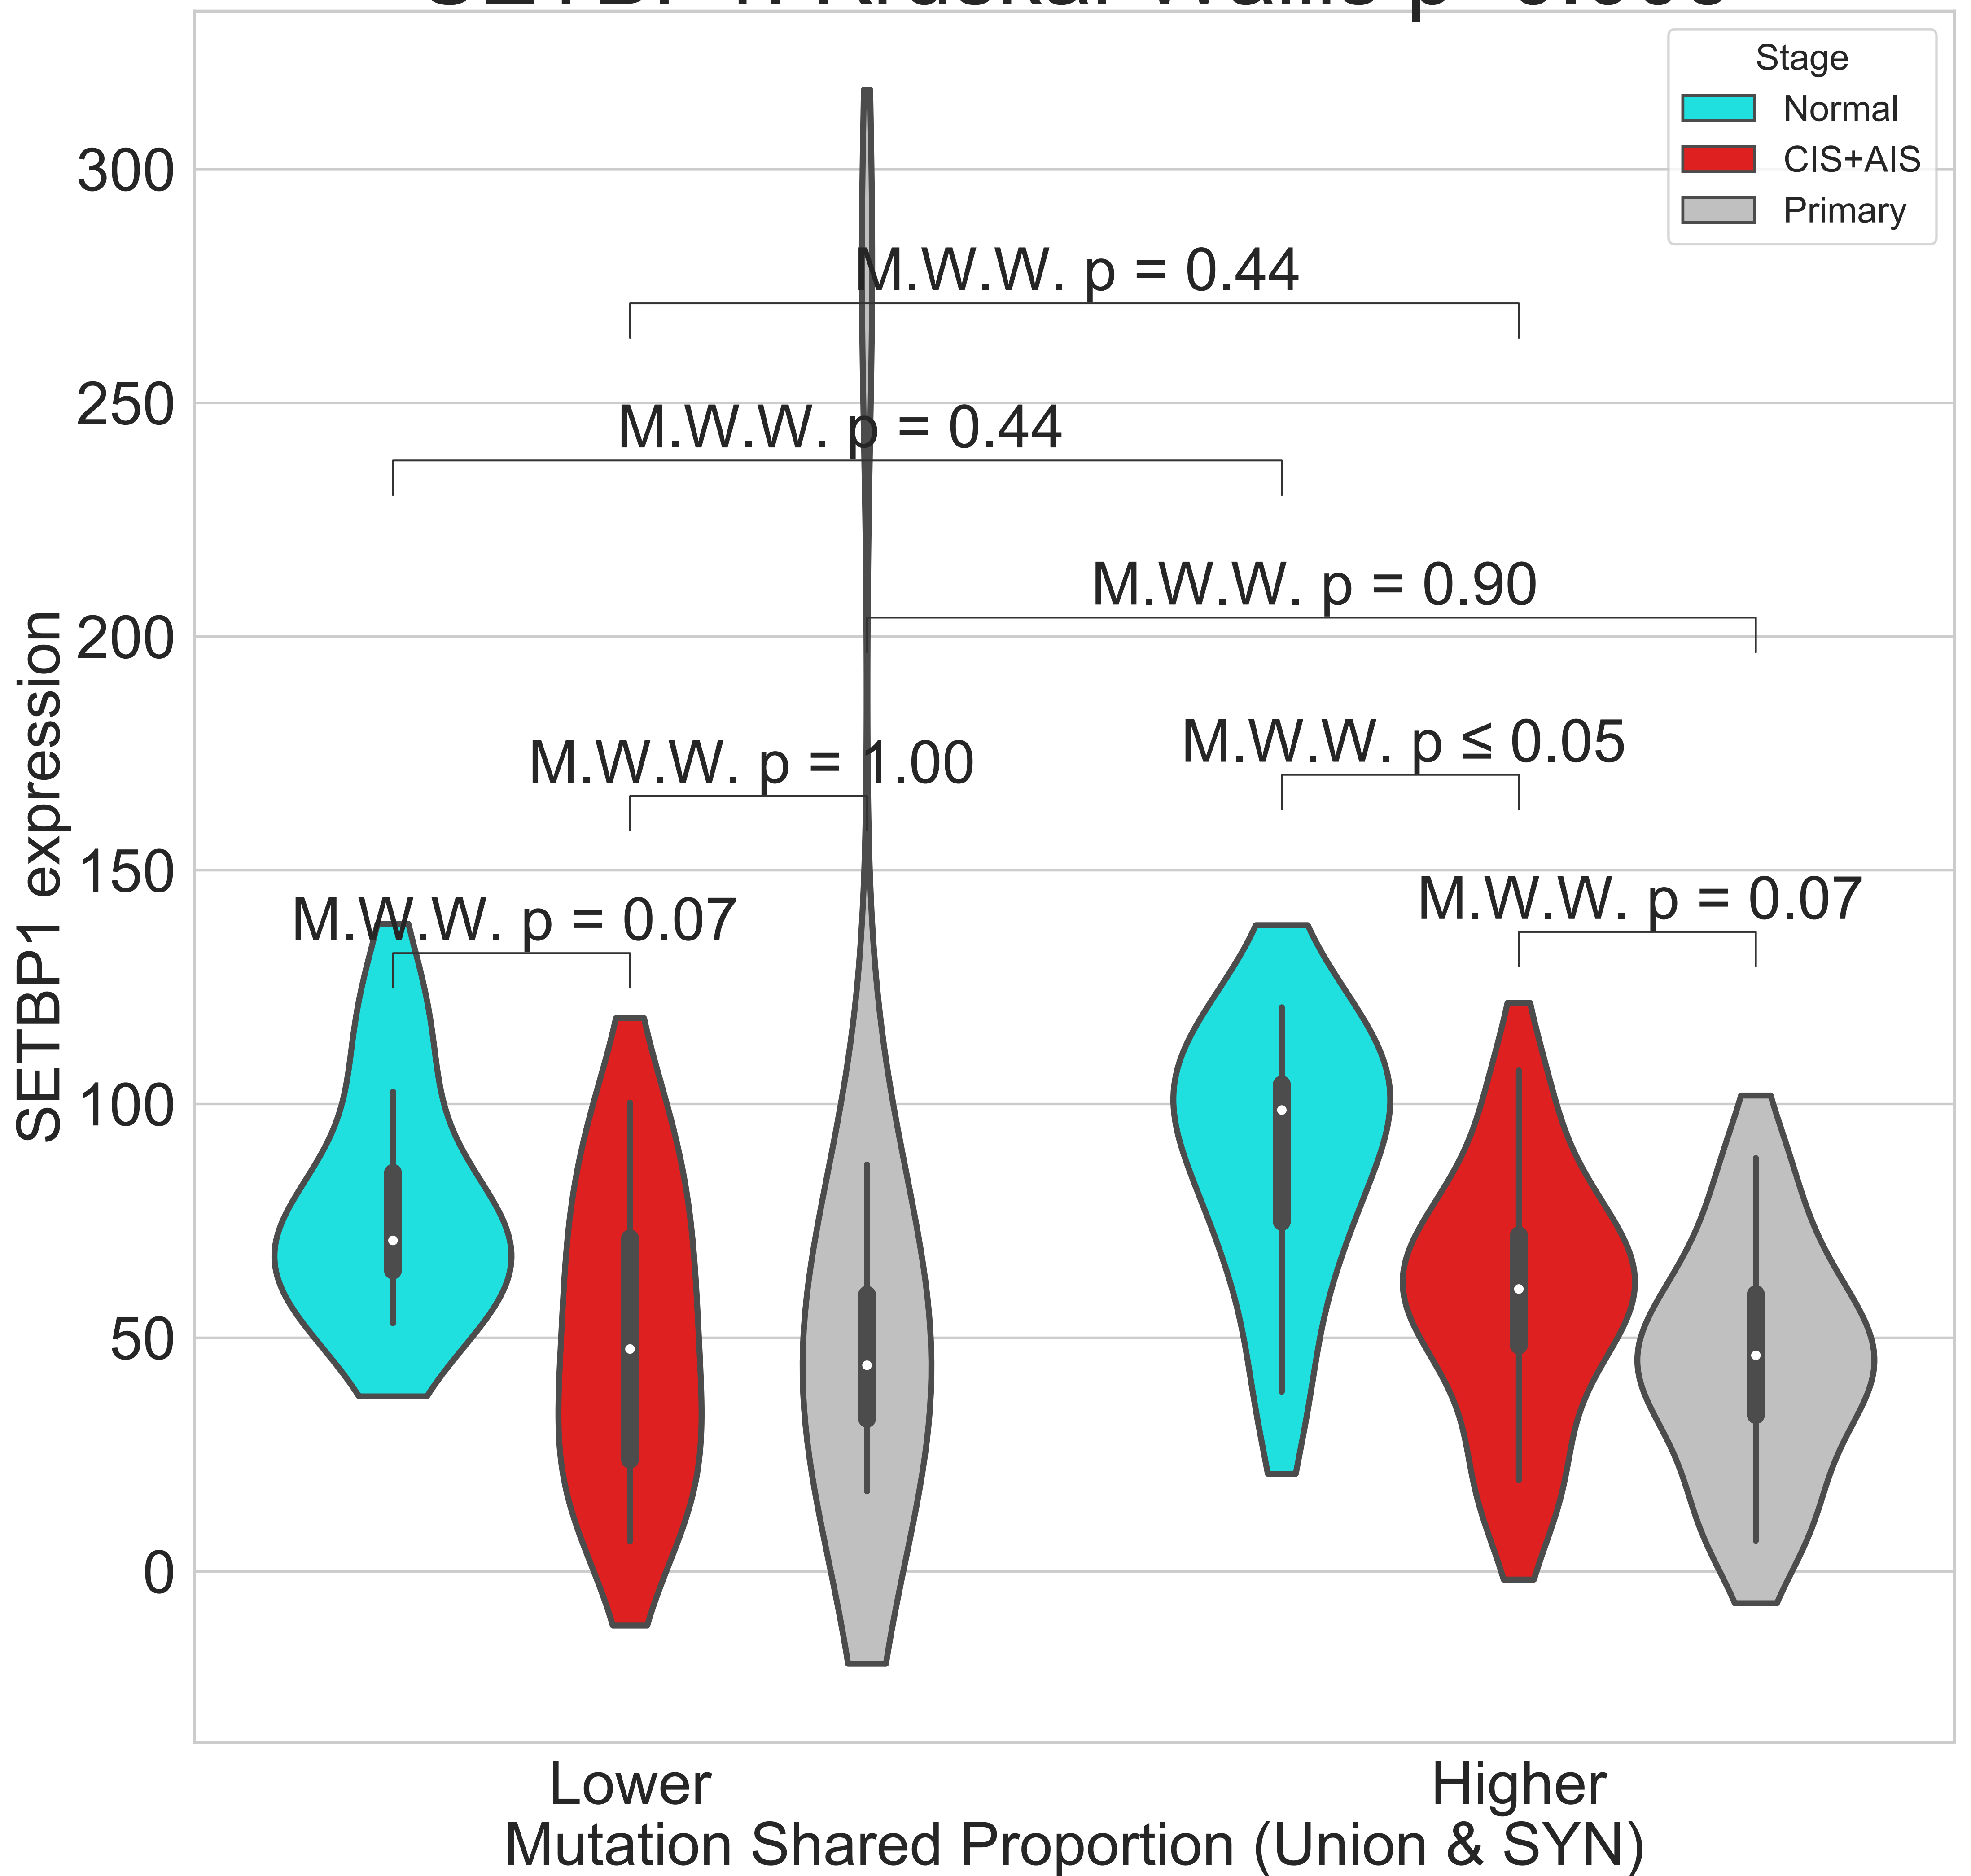 Stage
Normal
CIS+AIS
Primary
300
250
200
150
100
50
0
SETBP1 expression
M.W.W. p = 0.44
M.W.W. p = 0.44
M.W.W. p = 0.90
M.W.W. p = 1.00
M.W.W. p ≤ 0.05
M.W.W. p = 0.07
M.W.W. p = 0.07
Lower
Higher
Mutation Shared Proportion (Union & SYN)